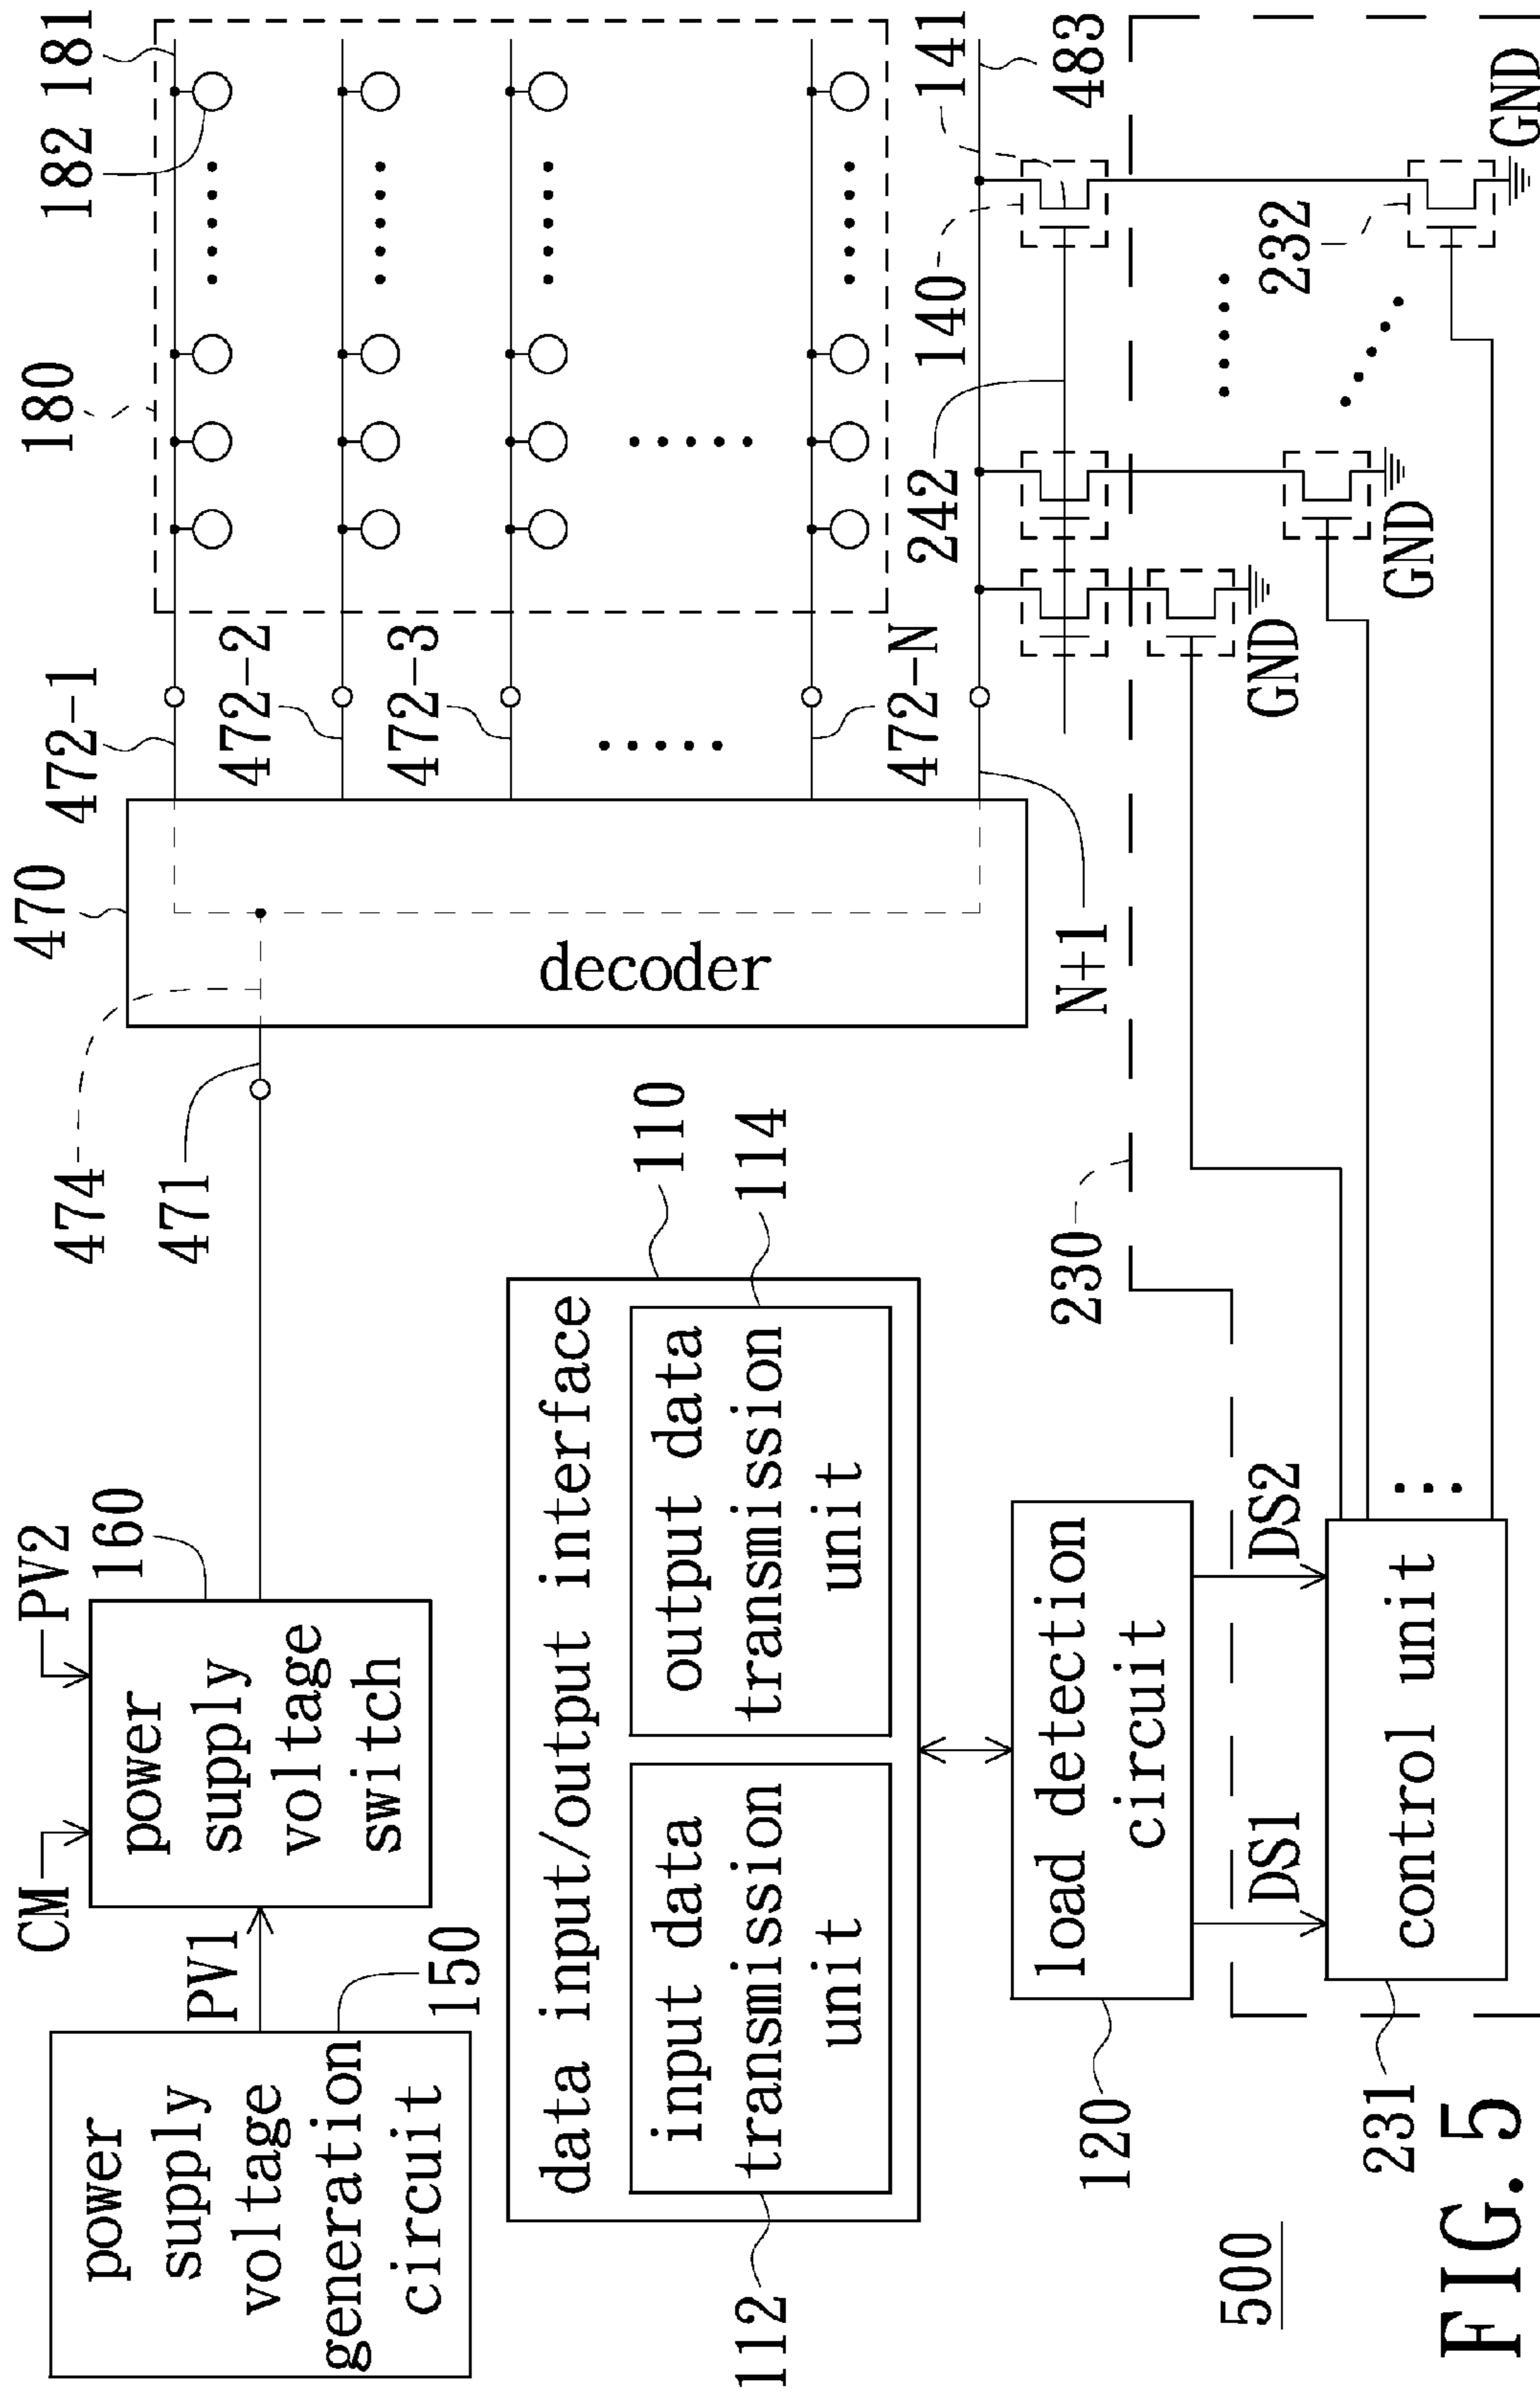 power
supply
voltage
generation
circuit
150
PV1
CM
PV2
power
supply
voltage
switch
160
474
471
470
decoder
472-1
472-2
472-3
472-N
N+1
180
182
181
242
140
141
483
data input/output interface
110
input data
transmission
unit
112
output data
transmission
unit
114
load detection
circuit
120
230
DS1
DS2
control unit
231
GND
GND
232
GND
500
FIG. 5